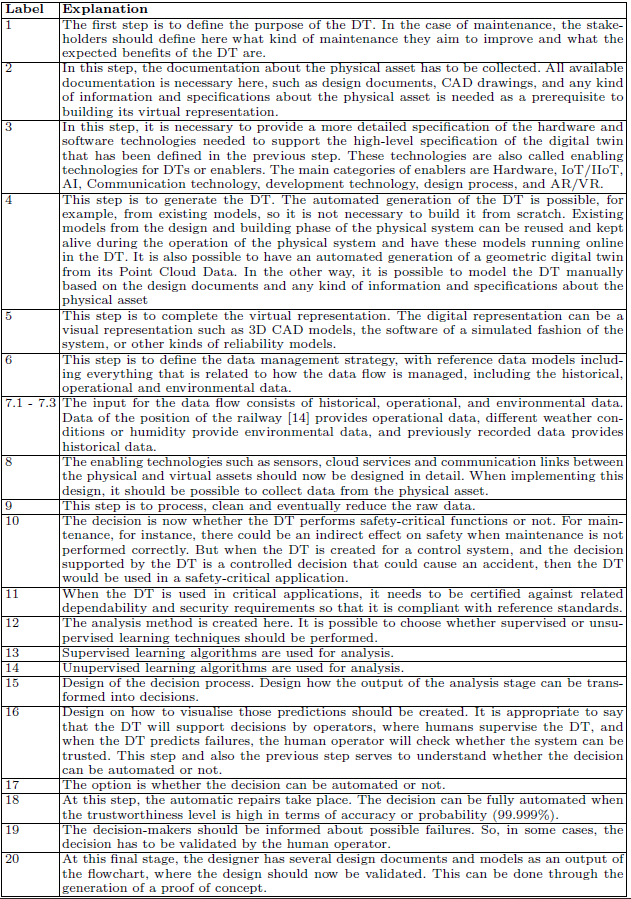 Label Explanation
1 The first step is to define the purpose of the DT. In the case of maintenance, the stake-
holders should define here what kind of maintenance they aim to improve and what the
expected benefits of the DT are.
2 In this step, the documentation about the physical asset has to be collected. All available
documentation is necessary here, such as design documents, CAD drawings, and any kind
of information and specifications about the physical asset is needed as a prerequisite to
building its virtual representation.
3 In this step, it is necessary to provide a more detailed specification of the hardware and
software technologies needed to support the high-level specification of the digital twin
that has been defined in the previous step. These technologies are also called enabling
technologies for DTs or enablers. The main categories of enablers are Hardware, IoT/IIoT,
AI, Communication technology, development technology, design process, and AR/VR.
4 This step is to generate the DT. The automated generation of the DT is possible, for
example, from existing models, so it is not necessary to build it from scratch. Existing
models from the design and building phase of the physical system can be reused and kept
alive during the operation of the physical system and have these models running online
in the DT. It is also possible to have an automated generation of a geometric digital twin
from its Point Cloud Data. In the other way, it is possible to model the DT manually
based on the design documents and any kind of information and specifications about the
physical asset
5 This step is to complete the virtual representation. The digital representation can be a
visual representation such as 3D CAD models, the software of a simulated fashion of the
system, or other kinds of reliability models.
6 This step is to define the data management strategy, with reference data models includ-
ing everything that is related to how the data flow is managed, including the historical,
operational and environmental data.
7.1 - 7.3 The input for the data flow consists of historical, operational, and environmental data.
Data of the position of the railway [14] provides operational data, different weather con-
ditions or humidity provide environmental data, and previously recorded data provides
historical data.
8 The enabling technologies such as sensors, cloud services and communication links between
the physical and virtual assets should now be designed in detail. When implementing this
design, it should be possible to collect data from the physical asset.
9 This step is to process, clean and eventually reduce the raw data.
10 The decision is now whether the DT performs safety-critical functions or not. For main-
tenance, for instance, there could be an indirect effect on safety when maintenance is not
performed correctly. But when the DT is created for a control system, and the decision
supported by the DT is a controlled decision that could cause an accident, then the DT
would be used in a safety-critical application.
11 When the DT is used in critical applications, it needs to be certified against related
dependability and security requirements so that it is compliant with reference standards.
12 The analysis method is created here. It is possible to choose whether supervised or unsu-
pervised learning techniques should be performed.
13 Supervised learning algorithms are used for analysis.
14 Unupervised learning algorithms are used for analysis.
15 Design of the decision process. Design how the output of the analysis stage can be trans-
formed into decisions.
16 Design on how to visualise those predictions should be created. It is appropriate to say
that the DT will support decisions by operators, where humans supervise the DT, and
when the DT predicts failures, the human operator will check whether the system can be
trusted. This step and also the previous step serves to understand whether the decision
can be automated or not.
17 The option is whether the decision can be automated or not.
18 At this step, the automatic repairs take place. The decision can be fully automated when
the trustworthiness level is high in terms of accuracy or probability (99.999%).
19 The decision-makers should be informed about possible failures. So, in some cases, the
decision has to be validated by the human operator.
20 At this final stage, the designer has several design documents and models as an output of
the flowchart, where the design should now be validated. This can be done through the
generation of a proof of concept.